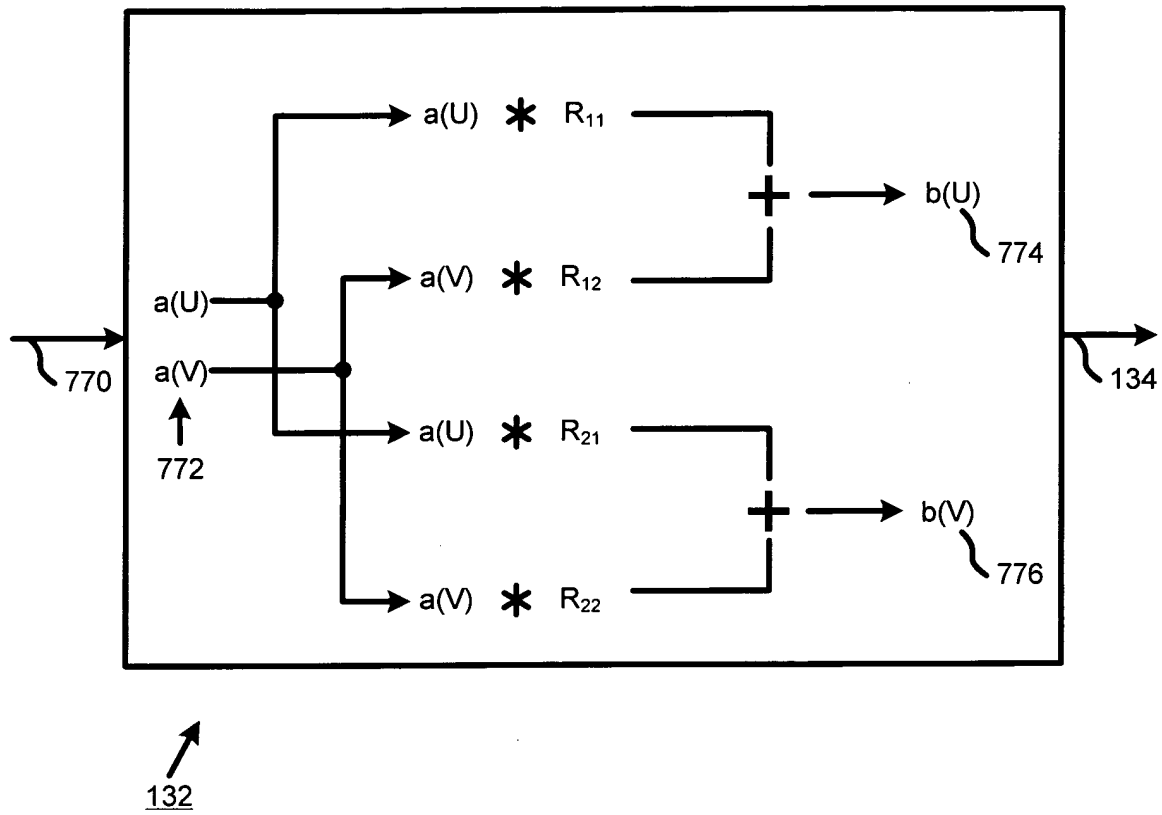 a(U) * R₁₁
b(U)
774
a(V) * R₁₂
a(U)
a(V)
770
134
772
a(U) * R₂₁
b(V)
776
a(V) * R₂₂
132